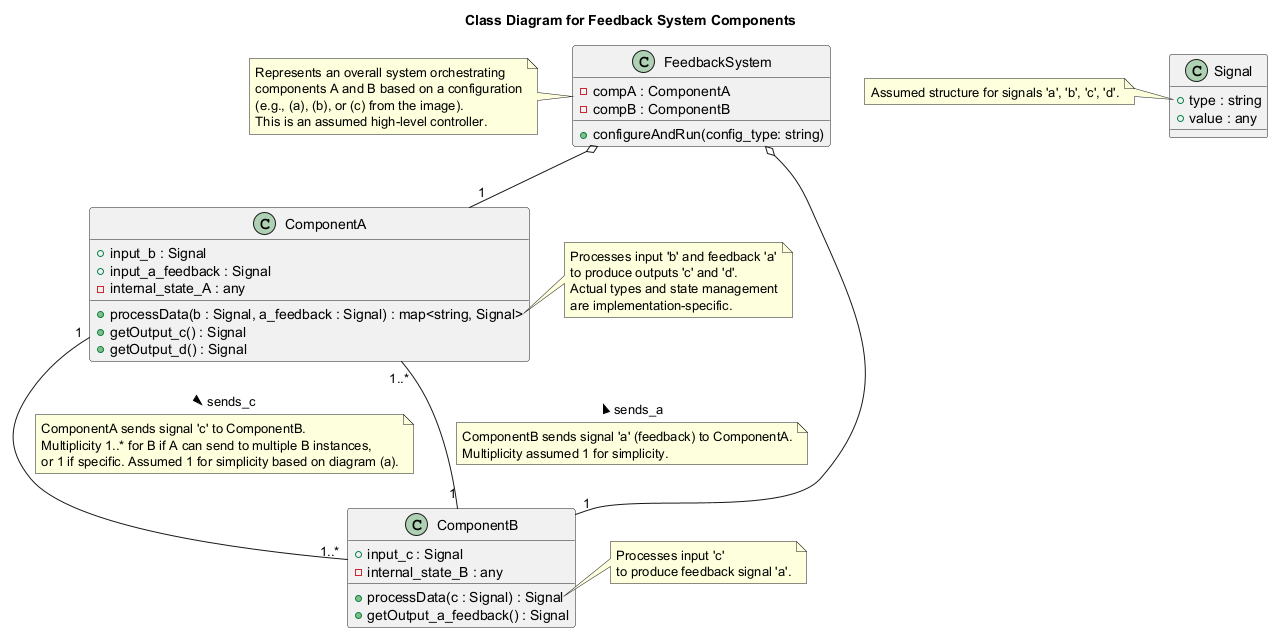 Class Diagram for Feedback System Components
Represents an overall system orchestrating
components A and B based on a configuration
(e.g., (a), (b), or (c) from the image).
This is an assumed high-level controller.
C FeedbackSystem
compA : ComponentA
compB : ComponentB
configureAndRun(config_type: string)
Assumed structure for signals 'a', 'b', 'c', 'd'.
C Signal
type : string
value : any
1
C ComponentA
input_b : Signal
input_a_feedback : Signal
internal_state_A : any
processData(b : Signal, a_feedback : Signal) : map<string, Signal>
getOutput_c() : Signal
getOutput_d() : Signal
Processes input 'b' and feedback 'a'
to produce outputs 'c' and 'd'.
Actual types and state management
are implementation-specific.
1
1..*
sends_c
sends_a
ComponentA sends signal 'c' to ComponentB.
Multiplicity 1..* for B if A can send to multiple B instances,
or 1 if specific. Assumed 1 for simplicity based on diagram (a).
ComponentB sends signal 'a' (feedback) to ComponentA.
Multiplicity assumed 1 for simplicity.
1
1
1..*
C ComponentB
input_c : Signal
internal_state_B : any
processData(c : Signal) : Signal
getOutput_a_feedback() : Signal
Processes input 'c'
to produce feedback signal 'a'.